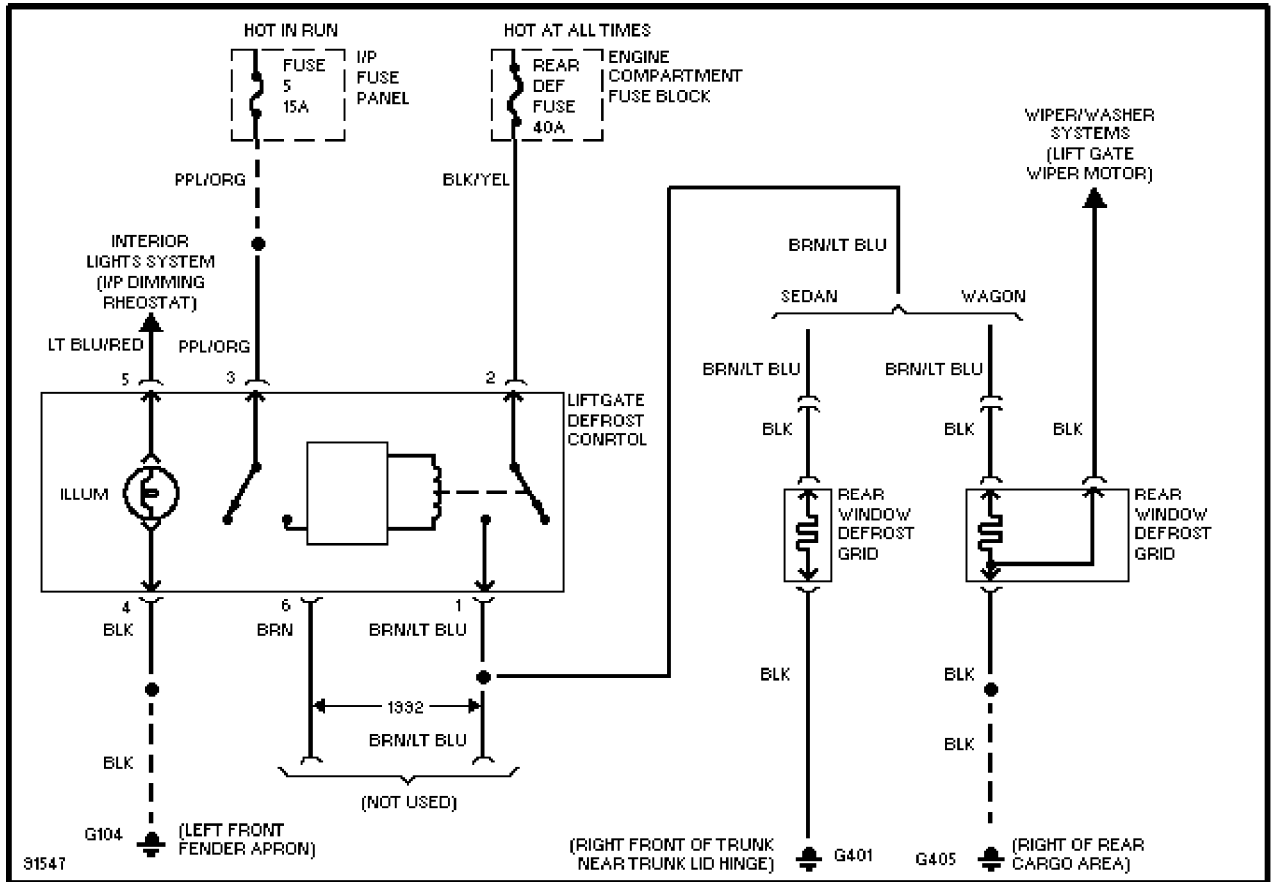 HOT IN RUN
HOT AT ALL TIMES
FUSE
5
15A
I/P
FUSE
PANEL
REAR
DEF
FUSE
40A
ENGINE
COMPARTMENT
FUSE BLOCK
WIPER/WASHER
SYSTEMS
(LIFT GATE
WIPER MOTOR)
PPL/ORG
BLK/YEL
INTERIOR
LIGHTS SYSTEM
(I/P DIMMING
RHEOSTAT)
BRN/LT BLU
SEDAN
WAGON
LT BLU/RED
PPL/ORG
BRN/LT BLU
BRN/LT BLU
5
3
2
LIFTGATE
DEFROST
CONRTOL
BLK
BLK
BLK
ILLUM
REAR
WINDOW
DEFROST
GRID
REAR
WINDOW
DEFROST
GRID
4
6
1
BLK
BRN
BRN/LT BLU
BLK
BLK
1992
BRN/LT BLU
BLK
BLK
(NOT USED)
G104
(LEFT FRONT
FENDER APRON)
(RIGHT FRONT OF TRUNK
NEAR TRUNK LID HINGE)
G401
G405
(RIGHT OF REAR
CARGO AREA)
91547